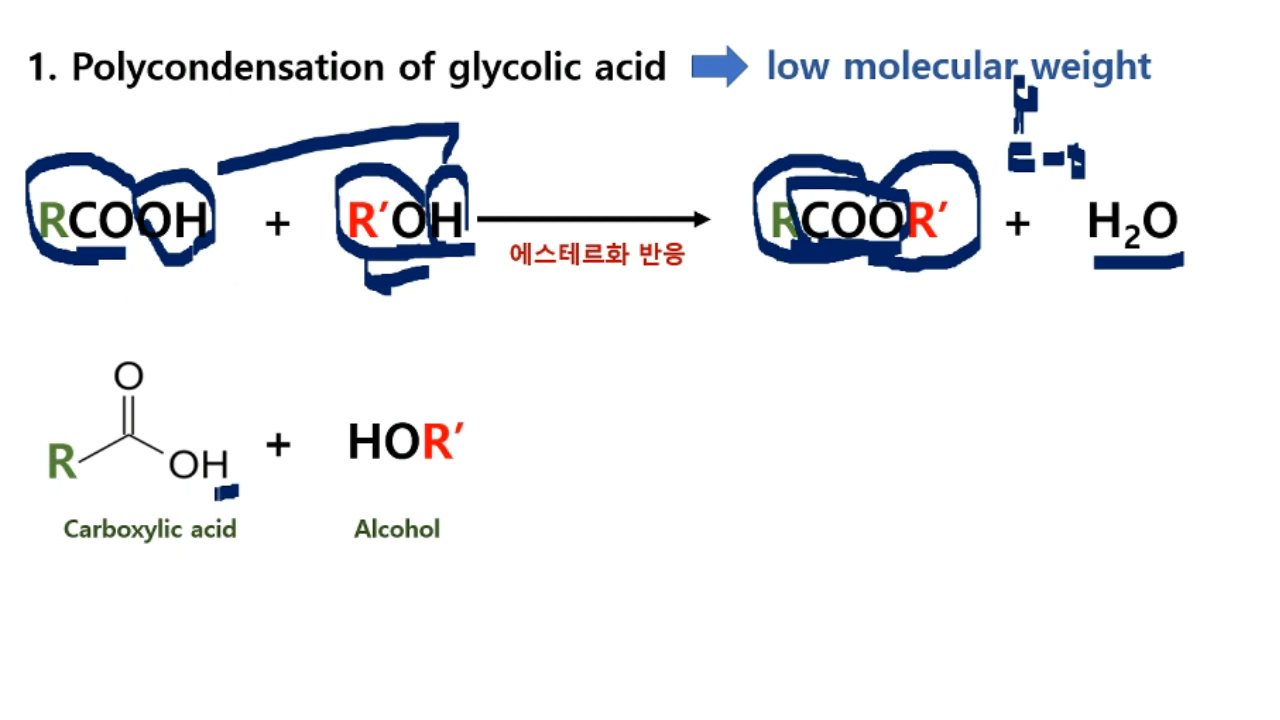 1. Polycondensation of glycolic acid low molecular weight
RCOOH + R′OH RCOOR′ + H₂O
에스테르화 반응
O
R OH + HOR′
Carboxylic acid Alcohol